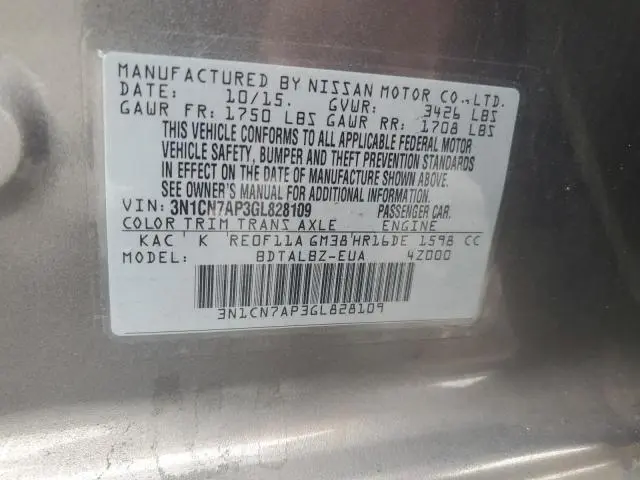 MANUFACTURED BY NISSAN MOTOR CO., LTD.
DATE: 10/15. GVWR: 3426 LBS
GAWR FR: 1750 LBS GAWR RR: 1708 LBS
THIS VEHICLE CONFORMS TO ALL APPLICABLE FEDERAL MOTOR
VEHICLE SAFETY, BUMPER AND THEFT PREVENTION STANDARDS
IN EFFECT ON THE DATE OF MANUFACTURE SHOWN ABOVE.
SEE OWNER'S MANUAL FOR ADDITIONAL INFORMATION.
VIN: 3N1CN7AP3GL828109 PASSENGER CAR.
COLOR TRIM TRANS AXLE ENGINE
KAC K RE0F11A GM38 HR16DE 1598 CC
MODEL: BDTALBZ-EUA 4Z000
3N1CN7AP3GL828109